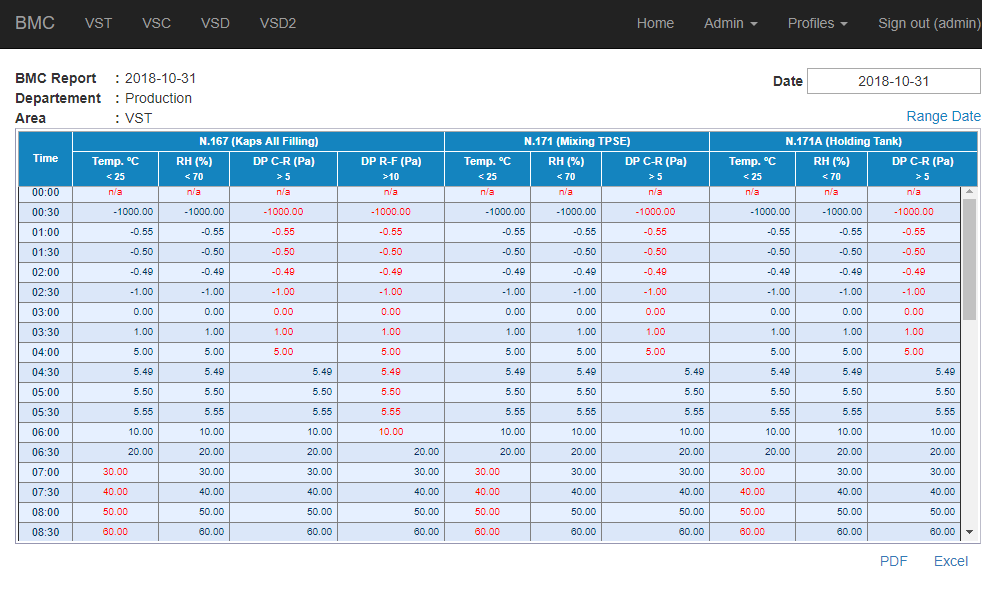 BMC VST VSC VSD VSD2 Home Admin Profiles Sign out (admin)
BMC Report : 2018-10-31
Date 2018-10-31
Departement : Production
Area : VST
Range Date
Time N.167 (Kaps All Filling) N.171 (Mixing TPSE) N.171A (Holding Tank)
Temp. ºC RH (%) DP C-R (Pa) DP R-F (Pa) Temp. ºC RH (%) DP C-R (Pa) Temp. ºC RH (%) DP C-R (Pa)
< 25 < 70 > 5 >10 < 25 < 70 > 5 < 25 < 70 > 5
00:00 n/a n/a n/a n/a n/a n/a n/a n/a n/a n/a
00:30 -1000.00 -1000.00 -1000.00 -1000.00 -1000.00 -1000.00 -1000.00 -1000.00 -1000.00 -1000.00
01:00 -0.55 -0.55 -0.55 -0.55 -0.55 -0.55 -0.55 -0.55 -0.55 -0.55
01:30 -0.50 -0.50 -0.50 -0.50 -0.50 -0.50 -0.50 -0.50 -0.50 -0.50
02:00 -0.49 -0.49 -0.49 -0.49 -0.49 -0.49 -0.49 -0.49 -0.49 -0.49
02:30 -1.00 -1.00 -1.00 -1.00 -1.00 -1.00 -1.00 -1.00 -1.00 -1.00
03:00 0.00 0.00 0.00 0.00 0.00 0.00 0.00 0.00 0.00 0.00
03:30 1.00 1.00 1.00 1.00 1.00 1.00 1.00 1.00 1.00 1.00
04:00 5.00 5.00 5.00 5.00 5.00 5.00 5.00 5.00 5.00 5.00
04:30 5.49 5.49 5.49 5.49 5.49 5.49 5.49 5.49 5.49 5.49
05:00 5.50 5.50 5.50 5.50 5.50 5.50 5.50 5.50 5.50 5.50
05:30 5.55 5.55 5.55 5.55 5.55 5.55 5.55 5.55 5.55 5.55
06:00 10.00 10.00 10.00 10.00 10.00 10.00 10.00 10.00 10.00 10.00
06:30 20.00 20.00 20.00 20.00 20.00 20.00 20.00 20.00 20.00 20.00
07:00 30.00 30.00 30.00 30.00 30.00 30.00 30.00 30.00 30.00 30.00
07:30 40.00 40.00 40.00 40.00 40.00 40.00 40.00 40.00 40.00 40.00
08:00 50.00 50.00 50.00 50.00 50.00 50.00 50.00 50.00 50.00 50.00
08:30 60.00 60.00 60.00 60.00 60.00 60.00 60.00 60.00 60.00 60.00
PDF Excel